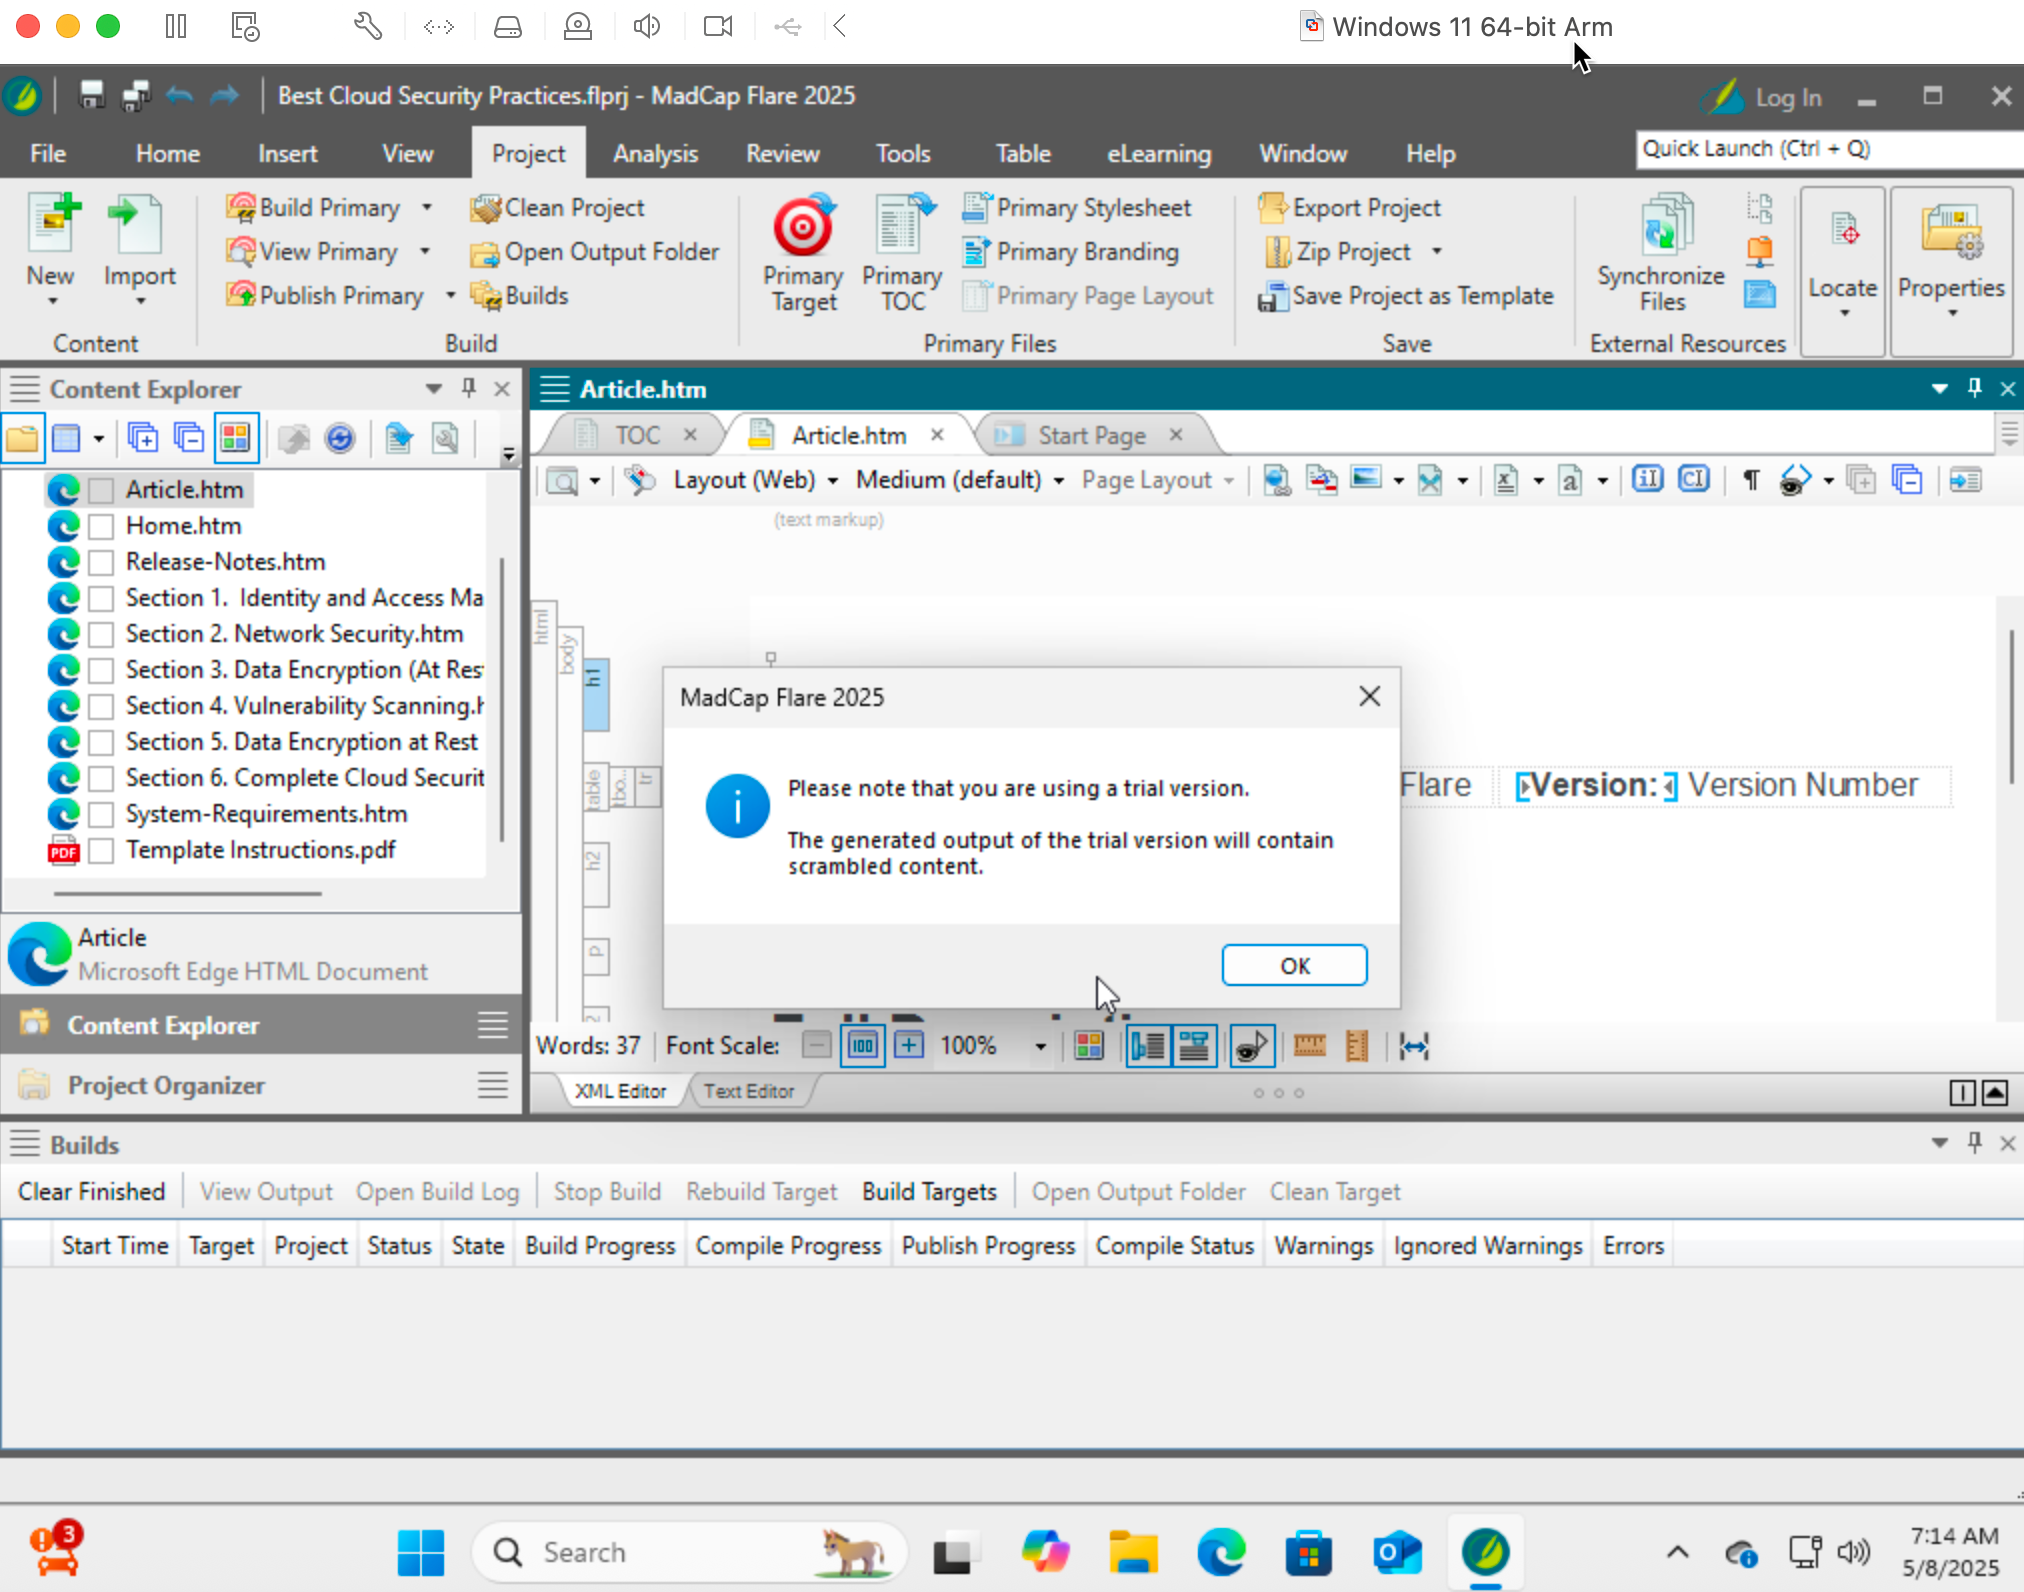 Windows 11 64-bit Arm
Best Cloud Security Practices.flprj - MadCap Flare 2025
Log In
File Home Insert View Project Analysis Review Tools Table eLearning Window Help
Quick Launch (Ctrl + Q)
New
Import
Content
Build Primary
View Primary
Publish Primary
Clean Project
Open Output Folder
Builds
Build
Primary Target
Primary TOC
Primary Stylesheet
Primary Branding
Primary Page Layout
Primary Files
Export Project
Zip Project
Save Project as Template
Save
Synchronize Files
External Resources
Locate
Properties
Content Explorer
Article.htm
Home.htm
Release-Notes.htm
Section 1.  Identity and Access Ma
Section 2. Network Security.htm
Section 3. Data Encryption (At Res
Section 4. Vulnerability Scanning.h
Section 5. Data Encryption at Rest
Section 6. Complete Cloud Securit
System-Requirements.htm
PDF Template Instructions.pdf
Article
Microsoft Edge HTML Document
Content Explorer
Project Organizer
Article.htm
TOC Article.htm Start Page
Layout (Web) Medium (default) Page Layout
(text markup)
html
body
h1
table
tbo...
tr
h2
p
Flare Version: Version Number
MadCap Flare 2025
Please note that you are using a trial version.
The generated output of the trial version will contain
scrambled content.
OK
Words: 37 Font Scale: 100 100%
XML Editor Text Editor
Builds
Clear Finished View Output Open Build Log Stop Build Rebuild Target Build Targets Open Output Folder Clean Target
Start Time Target Project Status State Build Progress Compile Progress Publish Progress Compile Status Warnings Ignored Warnings Errors
3
Search
7:14 AM
5/8/2025